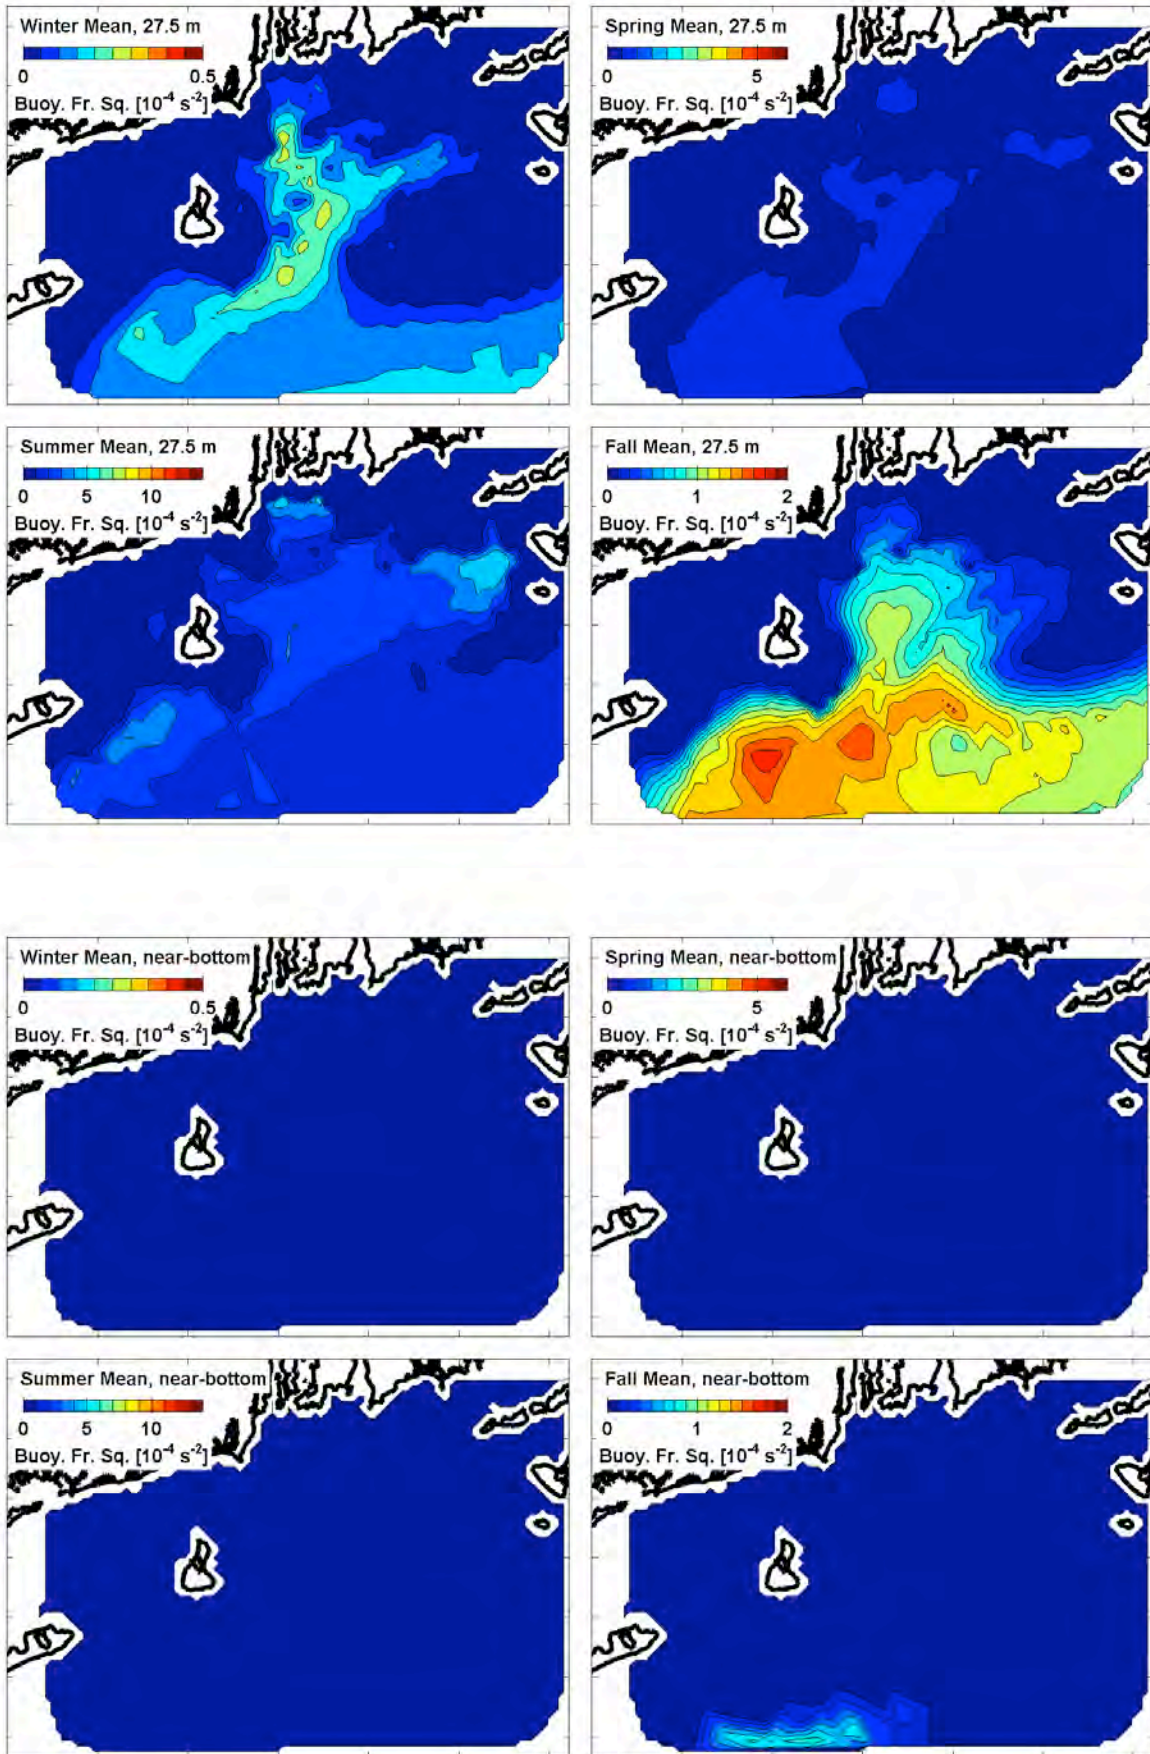 Winter Mean, 27.5 m
0 0.5
Buoy. Fr. Sq. [10⁻⁴ s⁻²]
Spring Mean, 27.5 m
0 5
Buoy. Fr. Sq. [10⁻⁴ s⁻²]
Summer Mean, 27.5 m
0 5 10
Buoy. Fr. Sq. [10⁻⁴ s⁻²]
Fall Mean, 27.5 m
0 1 2
Buoy. Fr. Sq. [10⁻⁴ s⁻²]
Winter Mean, near-bottom
0 0.5
Buoy. Fr. Sq. [10⁻⁴ s⁻²]
Spring Mean, near-bottom
0 5
Buoy. Fr. Sq. [10⁻⁴ s⁻²]
Summer Mean, near-bottom
0 5 10
Buoy. Fr. Sq. [10⁻⁴ s⁻²]
Fall Mean, near-bottom
0 1 2
Buoy. Fr. Sq. [10⁻⁴ s⁻²]